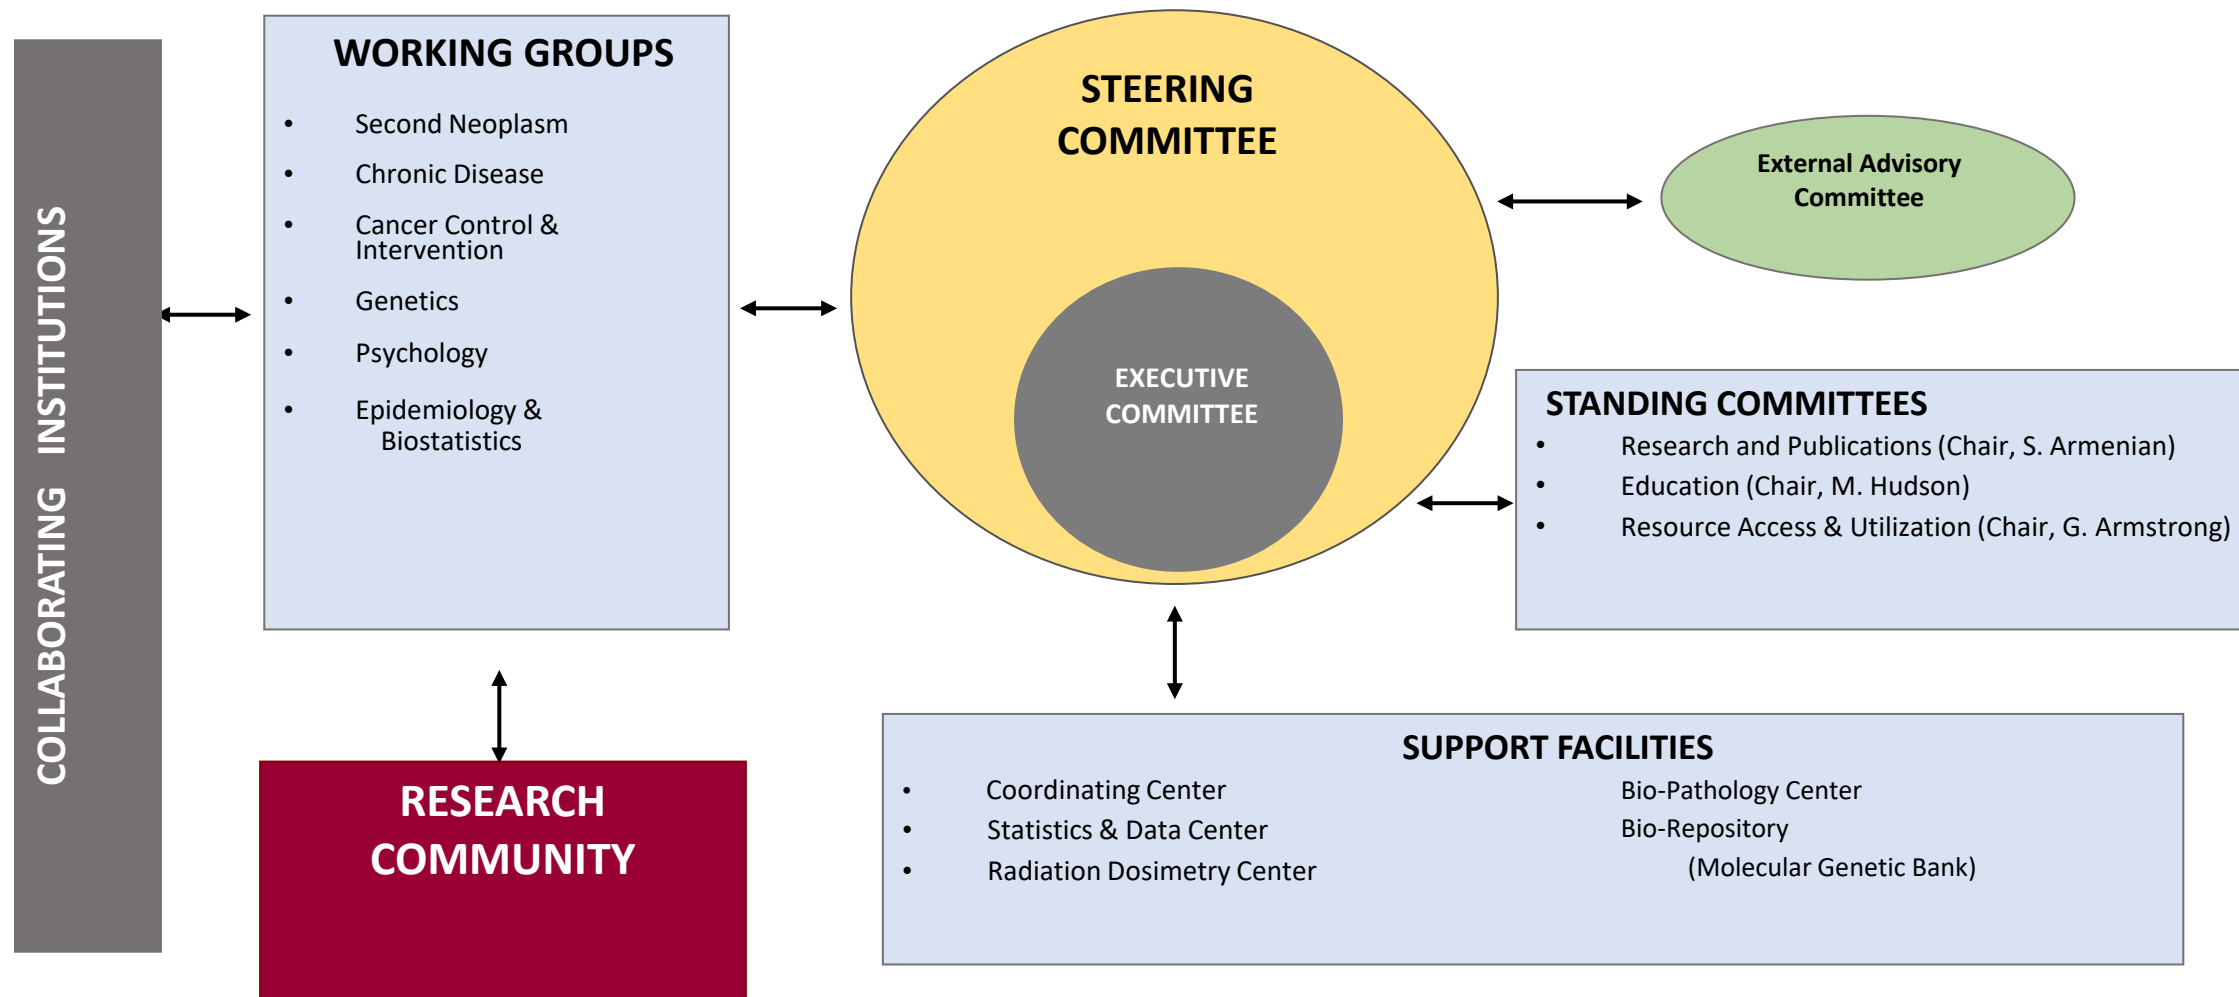 COLLABORATING INSTITUTIONS
WORKING GROUPS
• Second Neoplasm
• Chronic Disease
• Cancer Control &
Intervention
• Genetics
• Psychology
• Epidemiology &
Biostatistics
RESEARCH
COMMUNITY
STEERING
COMMITTEE
EXECUTIVE
COMMITTEE
External Advisory
Committee
STANDING COMMITTEES
• Research and Publications (Chair, S. Armenian)
• Education (Chair, M. Hudson)
• Resource Access & Utilization (Chair, G. Armstrong)
SUPPORT FACILITIES
• Coordinating Center
• Statistics & Data Center
• Radiation Dosimetry Center
Bio-Pathology Center
Bio-Repository
(Molecular Genetic Bank)